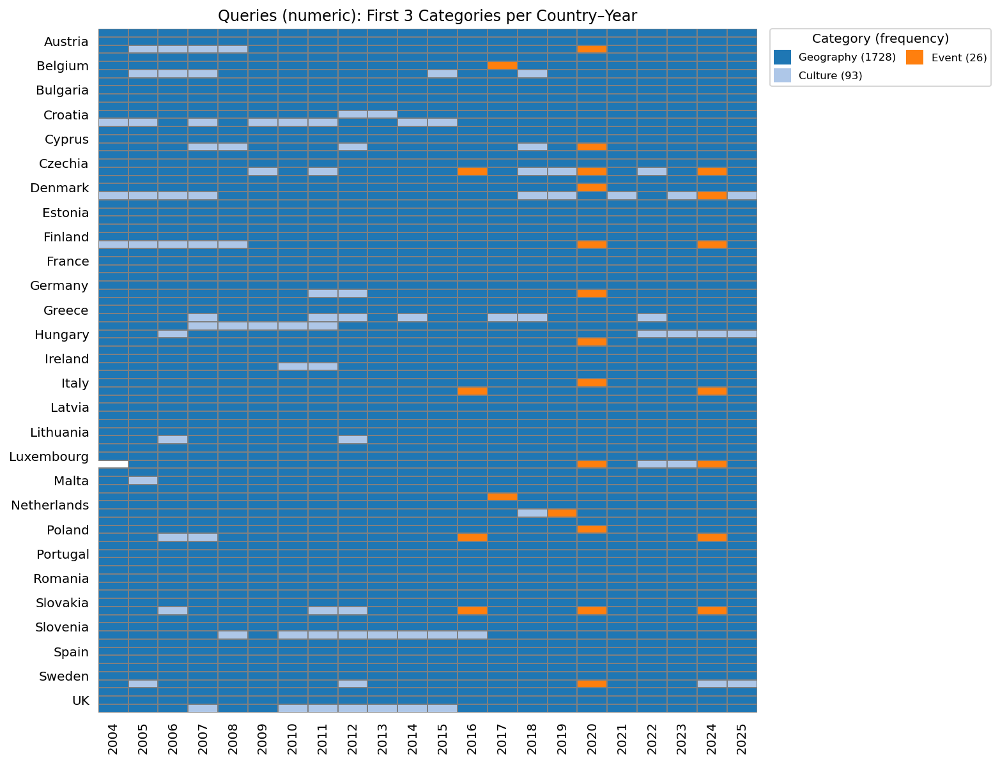 Queries (numeric): First 3 Categories per Country–Year
Category (frequency)
Geography (1728)
Event (26)
Culture (93)
Austria
Belgium
Bulgaria
Croatia
Cyprus
Czechia
Denmark
Estonia
Finland
France
Germany
Greece
Hungary
Ireland
Italy
Latvia
Lithuania
Luxembourg
Malta
Netherlands
Poland
Portugal
Romania
Slovakia
Slovenia
Spain
Sweden
UK
2004
2005
2006
2007
2008
2009
2010
2011
2012
2013
2014
2015
2016
2017
2018
2019
2020
2021
2022
2023
2024
2025